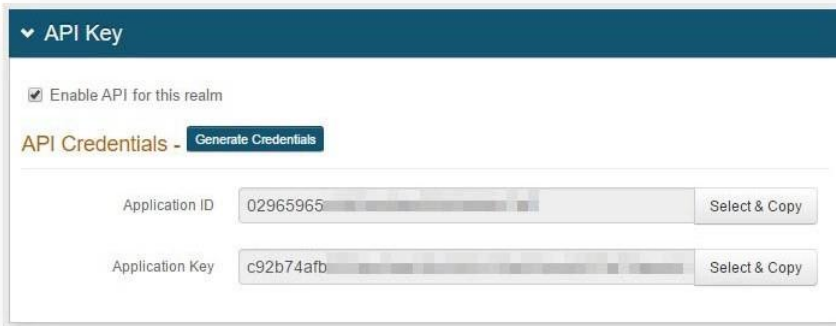 API Key
Enable API for this realm
API Credentials - Generate Credentials
Application ID 02965965 Select & Copy
Application Key c92b74afb Select & Copy